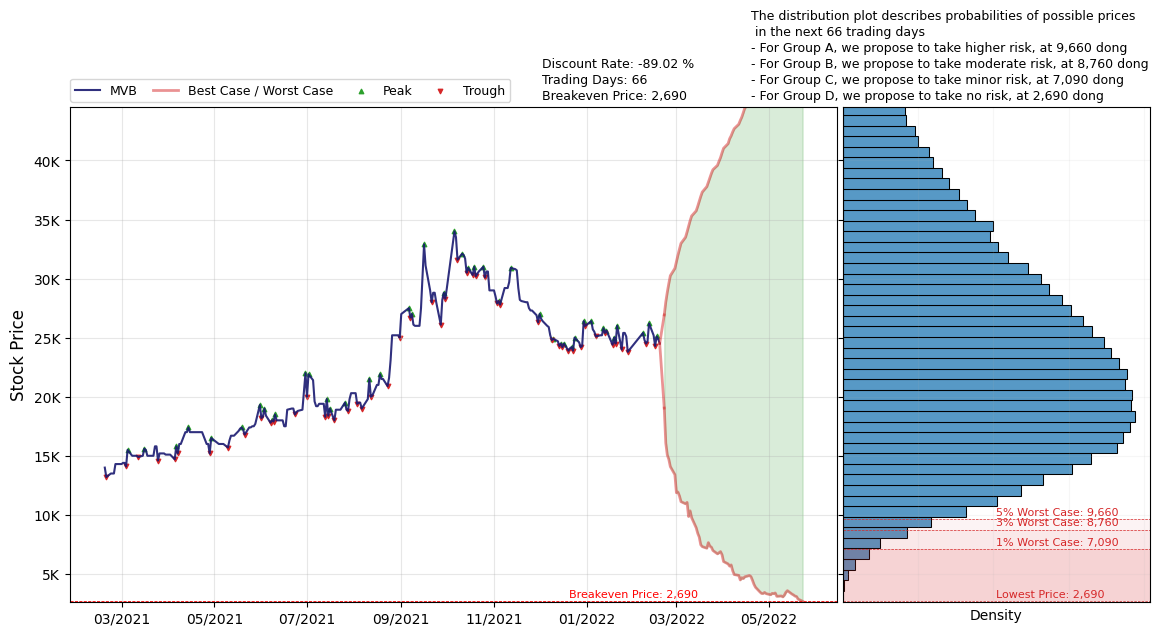 The distribution plot describes probabilities of possible prices
in the next 66 trading days
- For Group A, we propose to take higher risk, at 9,660 dong
- For Group B, we propose to take moderate risk, at 8,760 dong
- For Group C, we propose to take minor risk, at 7,090 dong
- For Group D, we propose to take no risk, at 2,690 dong
Discount Rate: -89.02 %
Trading Days: 66
Breakeven Price: 2,690
MVB
Best Case / Worst Case
Peak
Trough
Stock Price
40K
35K
30K
25K
20K
15K
10K
5K
Breakeven Price: 2,690
03/2021
05/2021
07/2021
09/2021
11/2021
01/2022
03/2022
05/2022
5% Worst Case: 9,660
3% Worst Case: 8,760
1% Worst Case: 7,090
Lowest Price: 2,690
Density